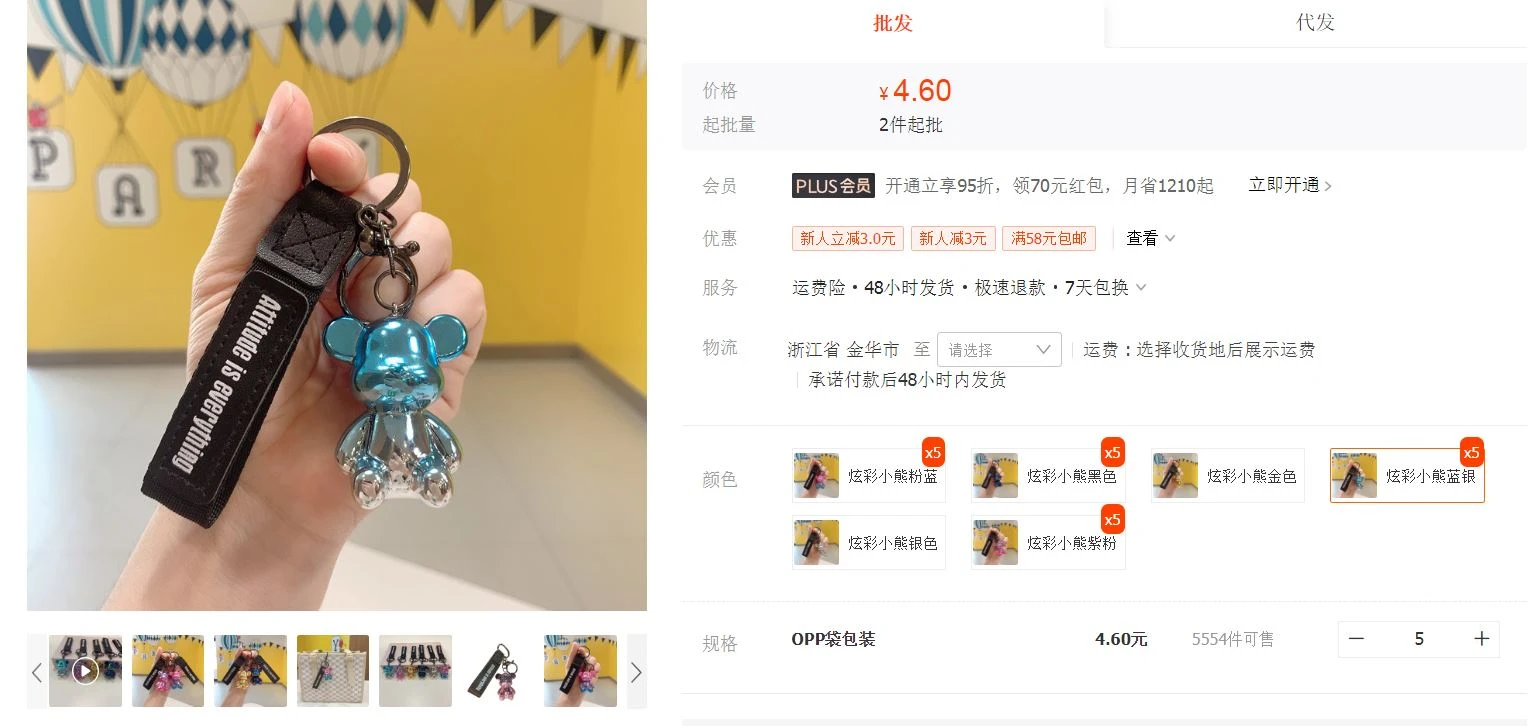 批发
代发
价格
¥4.60
起批量
2件起批
会员
PLUS会员 开通立享95折，领70元红包，月省1210起 立即开通
优惠
新人立减3.0元 新人减3元 满58元包邮 查看
服务
运费险·48小时发货·极速退款·7天包换
物流
浙江省 金华市 至 请选择 运费：选择收货地后展示运费
承诺付款后48小时内发货
颜色
炫彩小熊粉蓝 x5
炫彩小熊黑色 x5
炫彩小熊金色
炫彩小熊蓝银 x5
炫彩小熊银色
炫彩小熊紫粉 x5
规格
OPP袋包装 4.60元 5554件可售 — 5 +
PAR
Attitude is everything